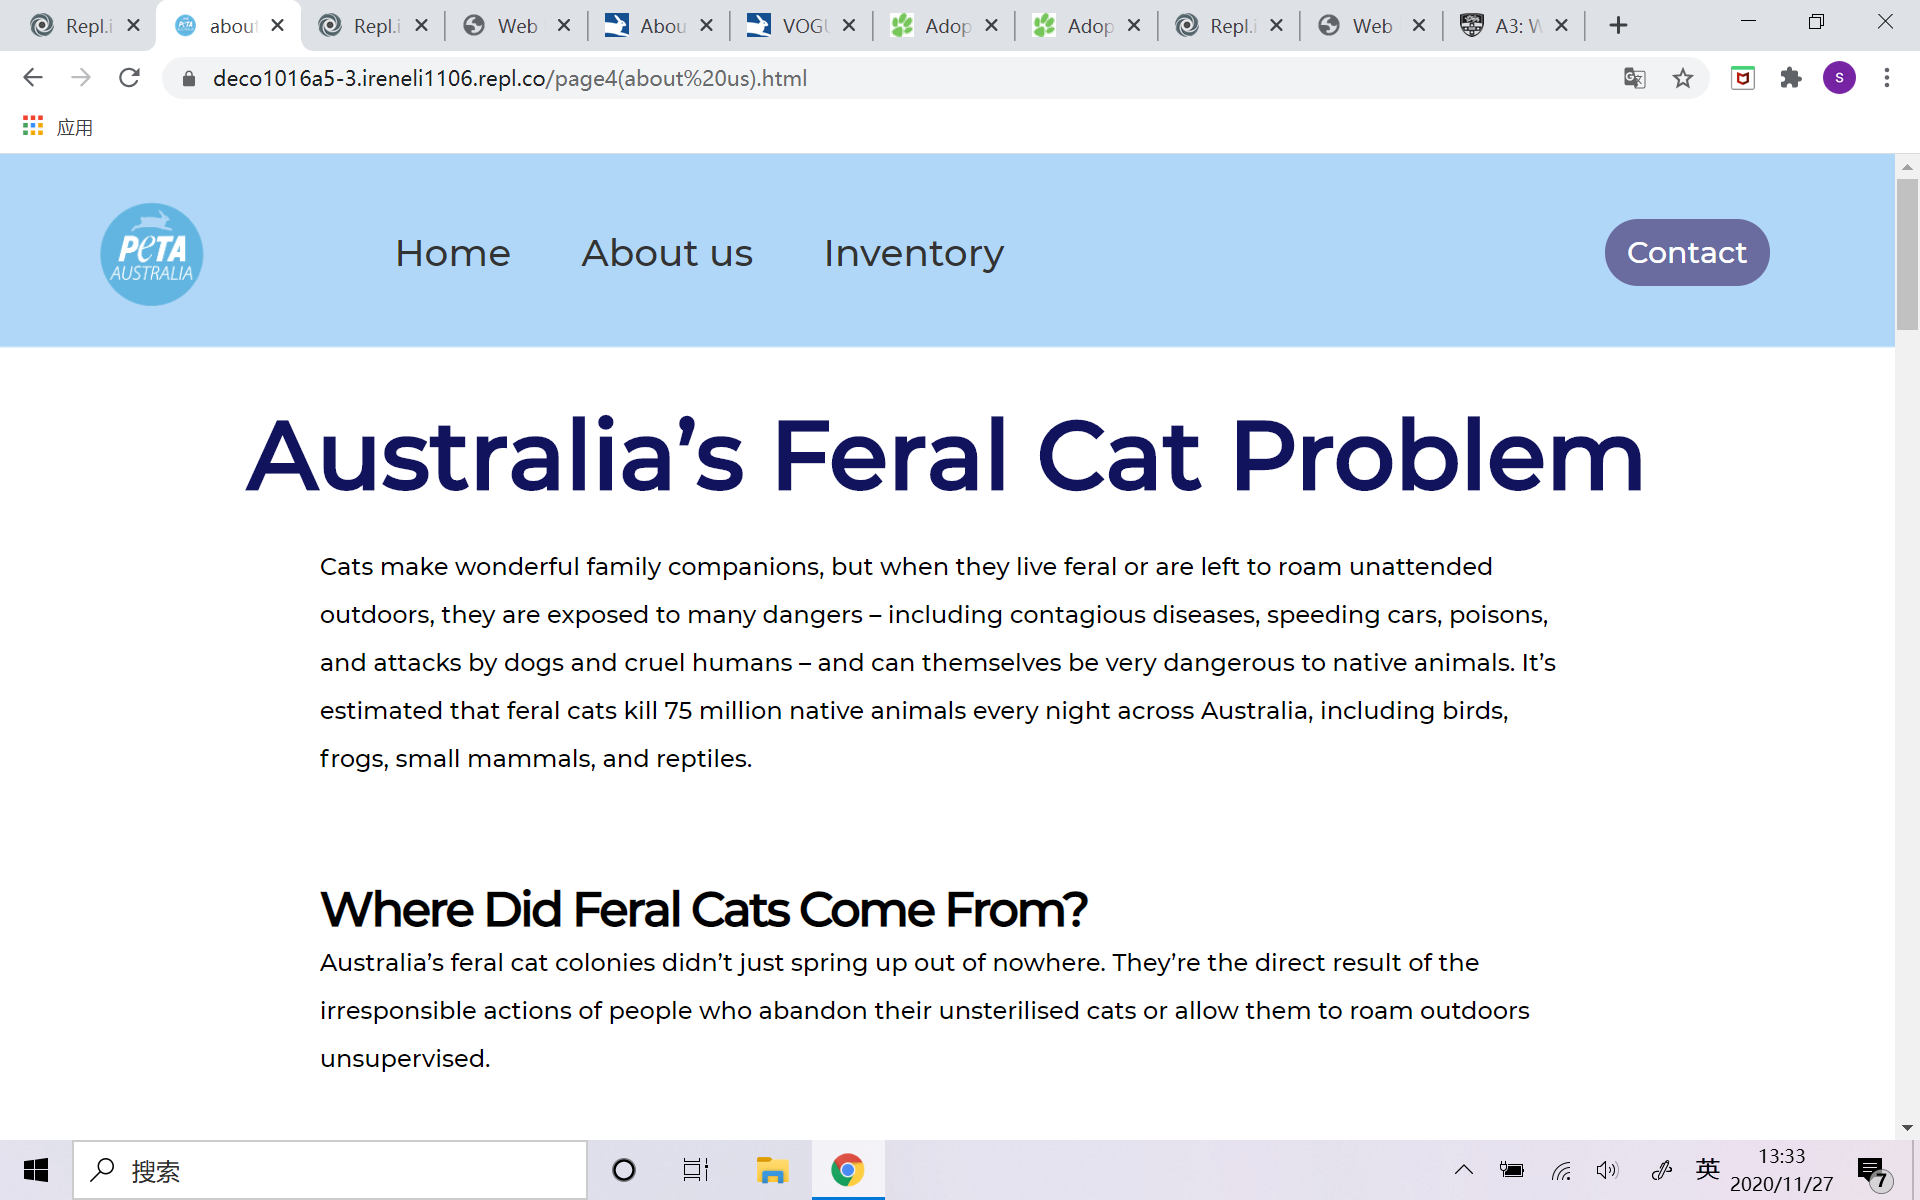 Repl.i
about
Repl.i
Web
Abou
VOGU
Adop
Adop
Repl.i
Web
A3: W
deco1016a5-3.ireneli1106.repl.co/page4(about%20us).html
S
应用
PeTA
AUSTRALIA
Home
About us
Inventory
Contact
Australia’s Feral Cat Problem
Cats make wonderful family companions, but when they live feral or are left to roam unattended
outdoors, they are exposed to many dangers – including contagious diseases, speeding cars, poisons,
and attacks by dogs and cruel humans – and can themselves be very dangerous to native animals. It’s
estimated that feral cats kill 75 million native animals every night across Australia, including birds,
frogs, small mammals, and reptiles.
Where Did Feral Cats Come From?
Australia’s feral cat colonies didn’t just spring up out of nowhere. They’re the direct result of the
irresponsible actions of people who abandon their unsterilised cats or allow them to roam outdoors
unsupervised.
搜索
英
13:33
2020/11/27
7